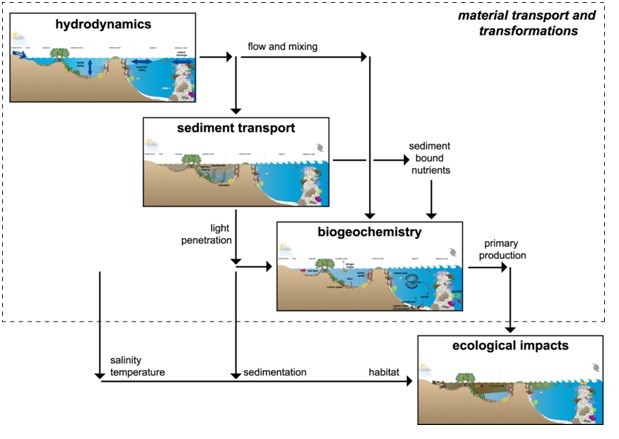 material transport and
transformations
hydrodynamics
flow and mixing
sediment transport
sediment
bound
nutrients
light
penetration
biogeochemistry
primary
production
ecological impacts
salinity
temperature
sedimentation
habitat